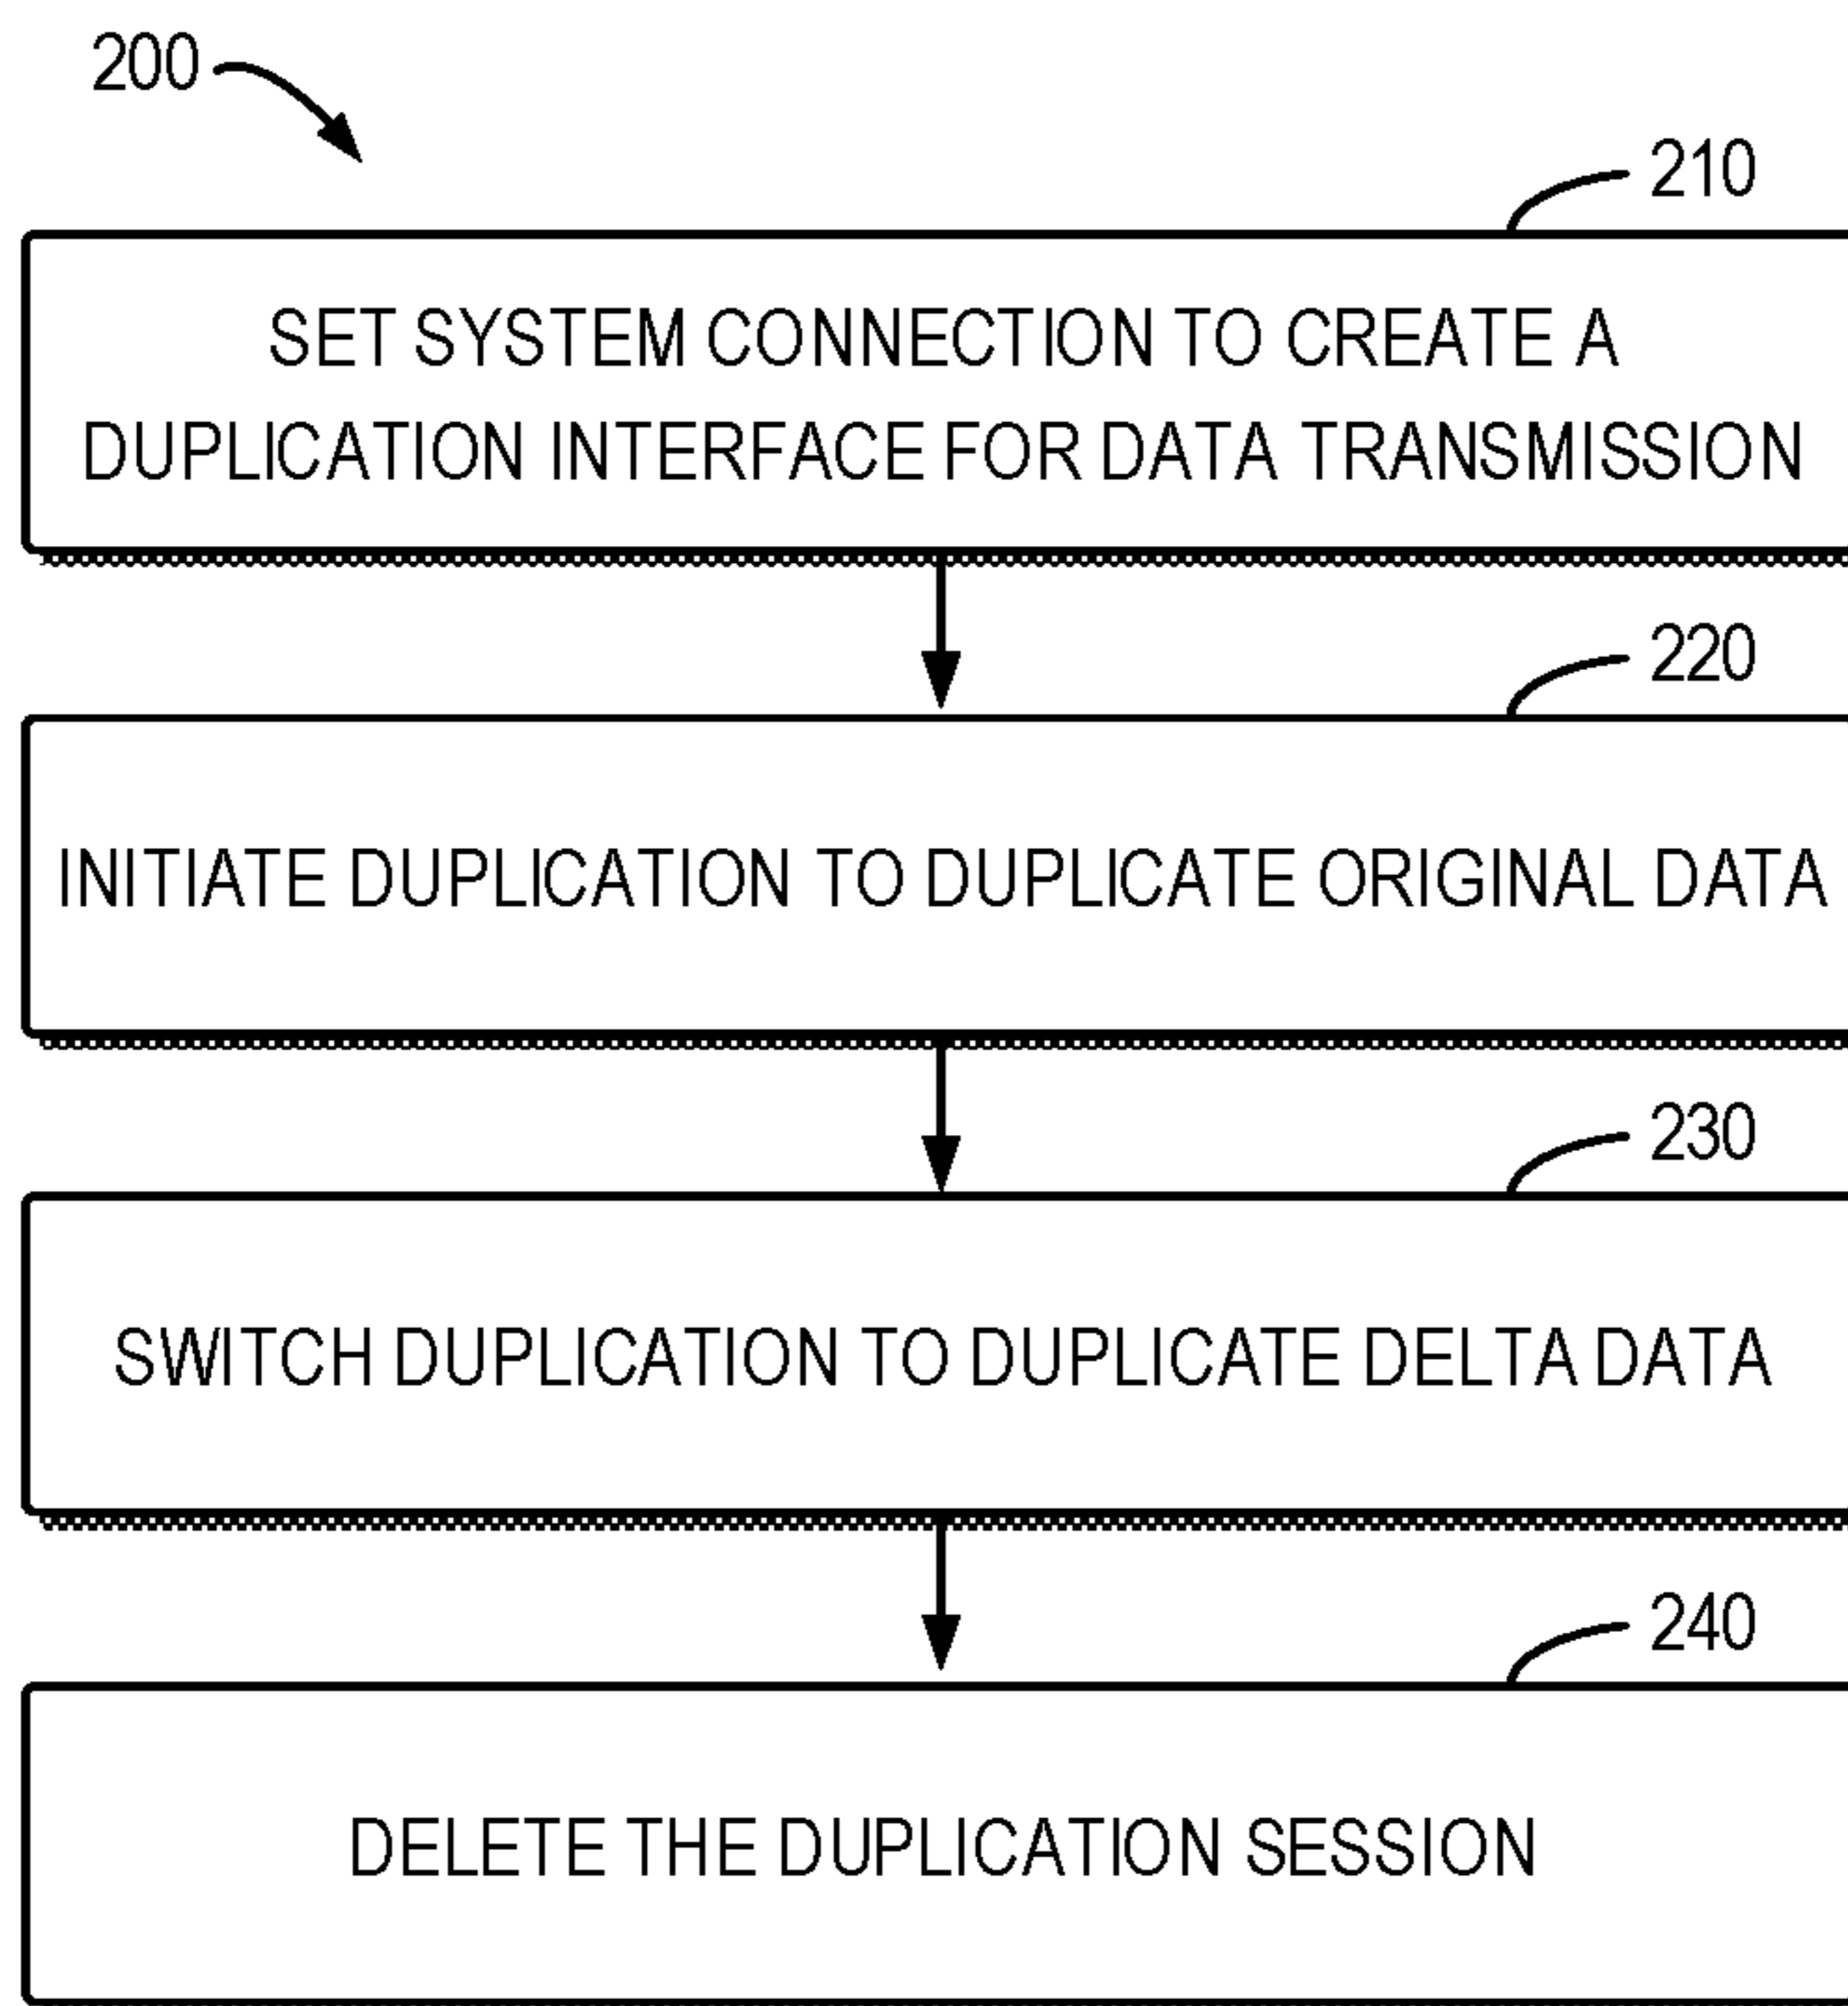 200
210
SET SYSTEM CONNECTION TO CREATE A
DUPLICATION INTERFACE FOR DATA TRANSMISSION
220
INITIATE DUPLICATION TO DUPLICATE ORIGINAL DATA
230
SWITCH DUPLICATION TO DUPLICATE DELTA DATA
240
DELETE THE DUPLICATION SESSION